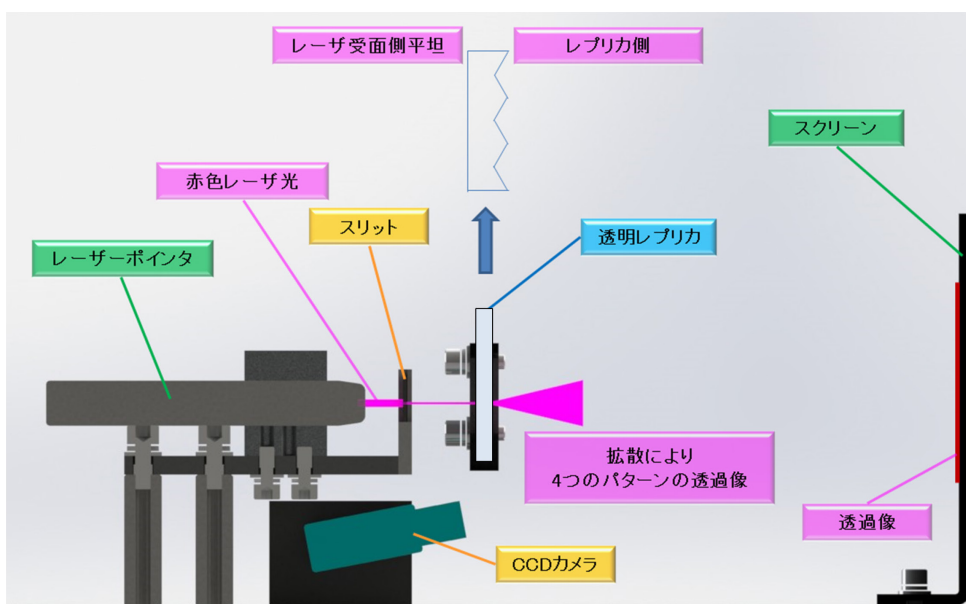 レーザ受面側平坦
レプリカ側
スクリーン
赤色レーザ光
スリット
透明レプリカ
レーザーポインタ
拡散により
4つのパターンの透過像
透過像
CCDカメラ